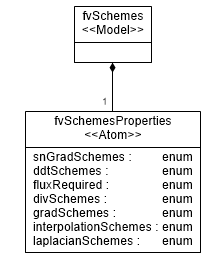 fvSchemes
<<Model>>
1
fvSchemesProperties
<<Atom>>
snGradSchemes : enum
ddtSchemes : enum
fluxRequired : enum
divSchemes : enum
gradSchemes : enum
interpolationSchemes : enum
laplacianSchemes : enum